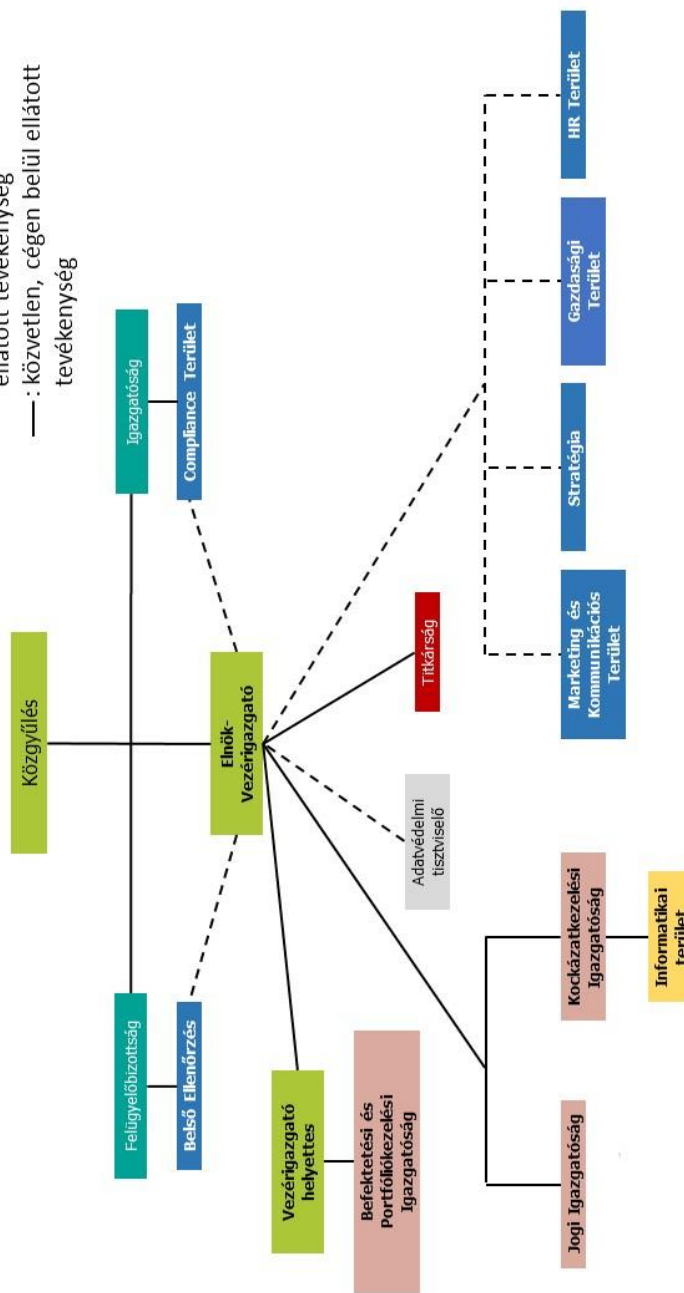 ellátott tevékenység
—: közvetlen, cégen belül ellátott
tevékenység
Közgyűlés
Felügyelőbizottság
Igazgatóság
Belső Ellenőrzés
Compliance Terület
Elnök-
Vezérigazgató
Vezérigazgató
helyettes
Befektetési és
Portfóliókezelési
Igazgatóság
Adatvédelmi
tisztviselő
Titkárság
Jogi Igazgatóság
Kockázatkezelési
Igazgatóság
Marketing és
Kommunikációs
Terület
Stratégia
Gazdasági
Terület
HR Terület
Informatikai
terület